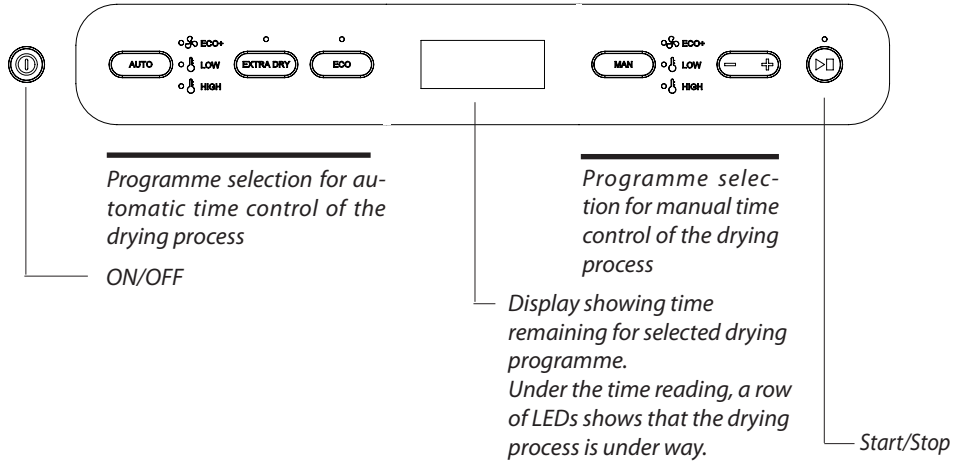 ECO+ ECO+
AUTO LOW EXTRA DRY ECO MAN LOW − +
HIGH HIGH
Programme selection for au-
tomatic time control of the
drying process
ON/OFF
Programme selec-
tion for manual time
control of the drying
process
Display showing time
remaining for selected drying
programme.
Under the time reading, a row
of LEDs shows that the drying
process is under way.
Start/Stop